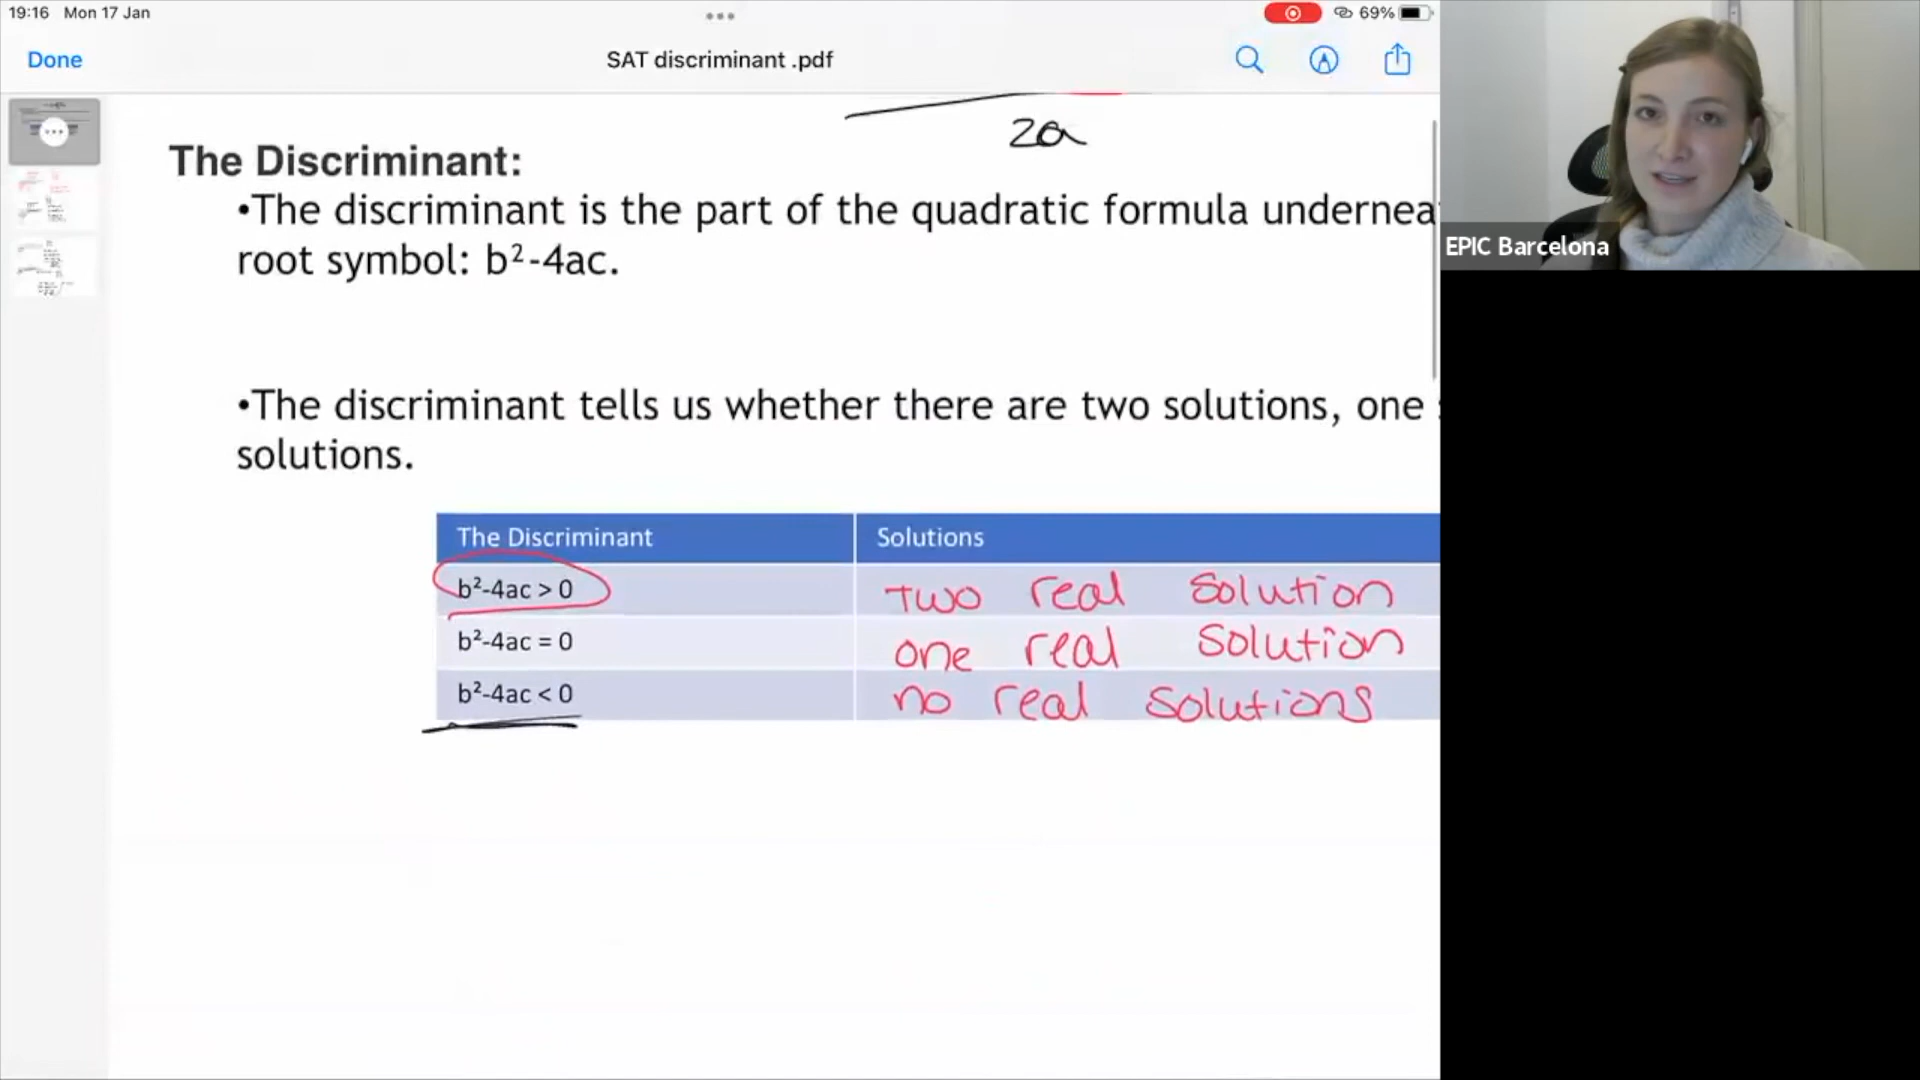 19:16 Mon 17 Jan
69%
Done
SAT discriminant .pdf
2a
The Discriminant:
•The discriminant is the part of the quadratic formula undernea
root symbol: b²-4ac.
•The discriminant tells us whether there are two solutions, one
solutions.
The Discriminant Solutions
b²-4ac > 0 two real solution
b²-4ac = 0 one real solution
b²-4ac < 0 no real solutions
EPIC Barcelona